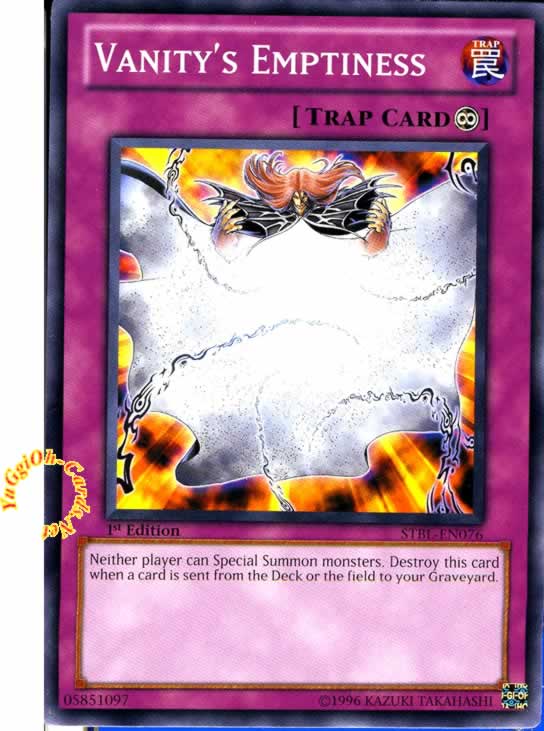 VANITY'S EMPTINESS
TRAP
罠
[ TRAP CARD ]
1st Edition
STBL-EN076
Neither player can Special Summon monsters. Destroy this card
when a card is sent from the Deck or the field to your Graveyard.
05851097
©1996 KAZUKI TAKAHASHI
YuGgiOh-Cards.Net